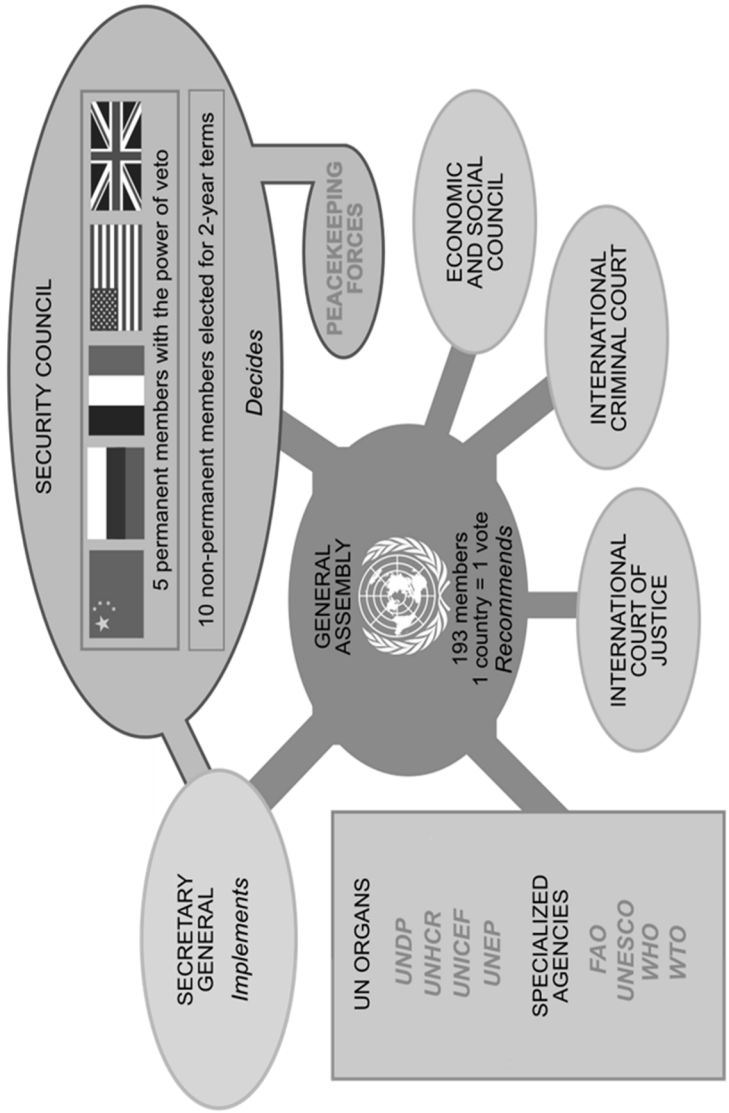 SECURITY COUNCIL
5 permanent members with the power of veto
10 non-permanent members elected for 2-year terms
Decides
PEACEKEEPING
FORCES
SECRETARY
GENERAL
Implements
GENERAL
ASSEMBLY
193 members
1 country = 1 vote
Recommends
ECONOMIC
AND SOCIAL
COUNCIL
INTERNATIONAL
CRIMINAL COURT
INTERNATIONAL
COURT OF
JUSTICE
UN ORGANS
UNDP
UNHCR
UNICEF
UNEP
SPECIALIZED
AGENCIES
FAO
UNESCO
WHO
WTO